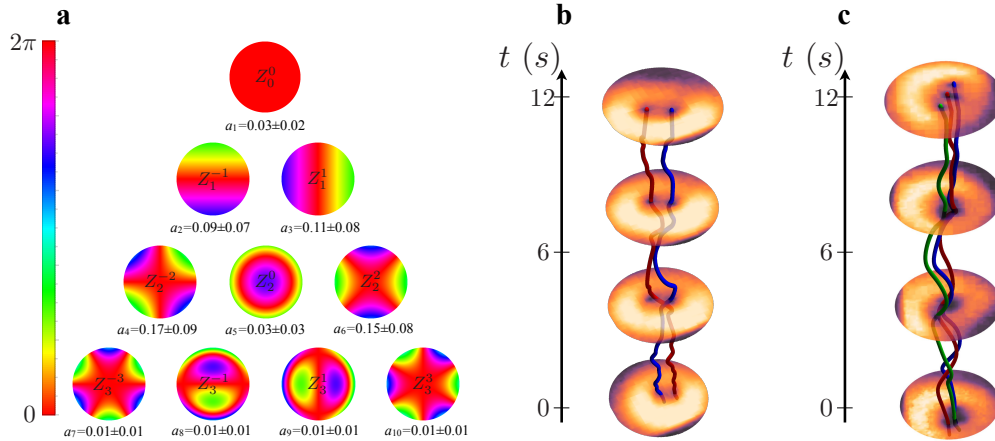 a
b
c
2π
0
Z_0^0
a₁=0.03±0.02
Z_1^{-1} Z_1^1
a₂=0.09±0.07 a₃=0.11±0.08
Z_2^{-2} Z_2^0 Z_2^2
a₄=0.17±0.09 a₅=0.03±0.03 a₆=0.15±0.08
Z_3^{-3} Z_3^{-1} Z_3^1 Z_3^3
a₇=0.01±0.01 a₈=0.01±0.01 a₉=0.01±0.01 a₁₀=0.01±0.01
t (s)
12
6
0
t (s)
12
6
0